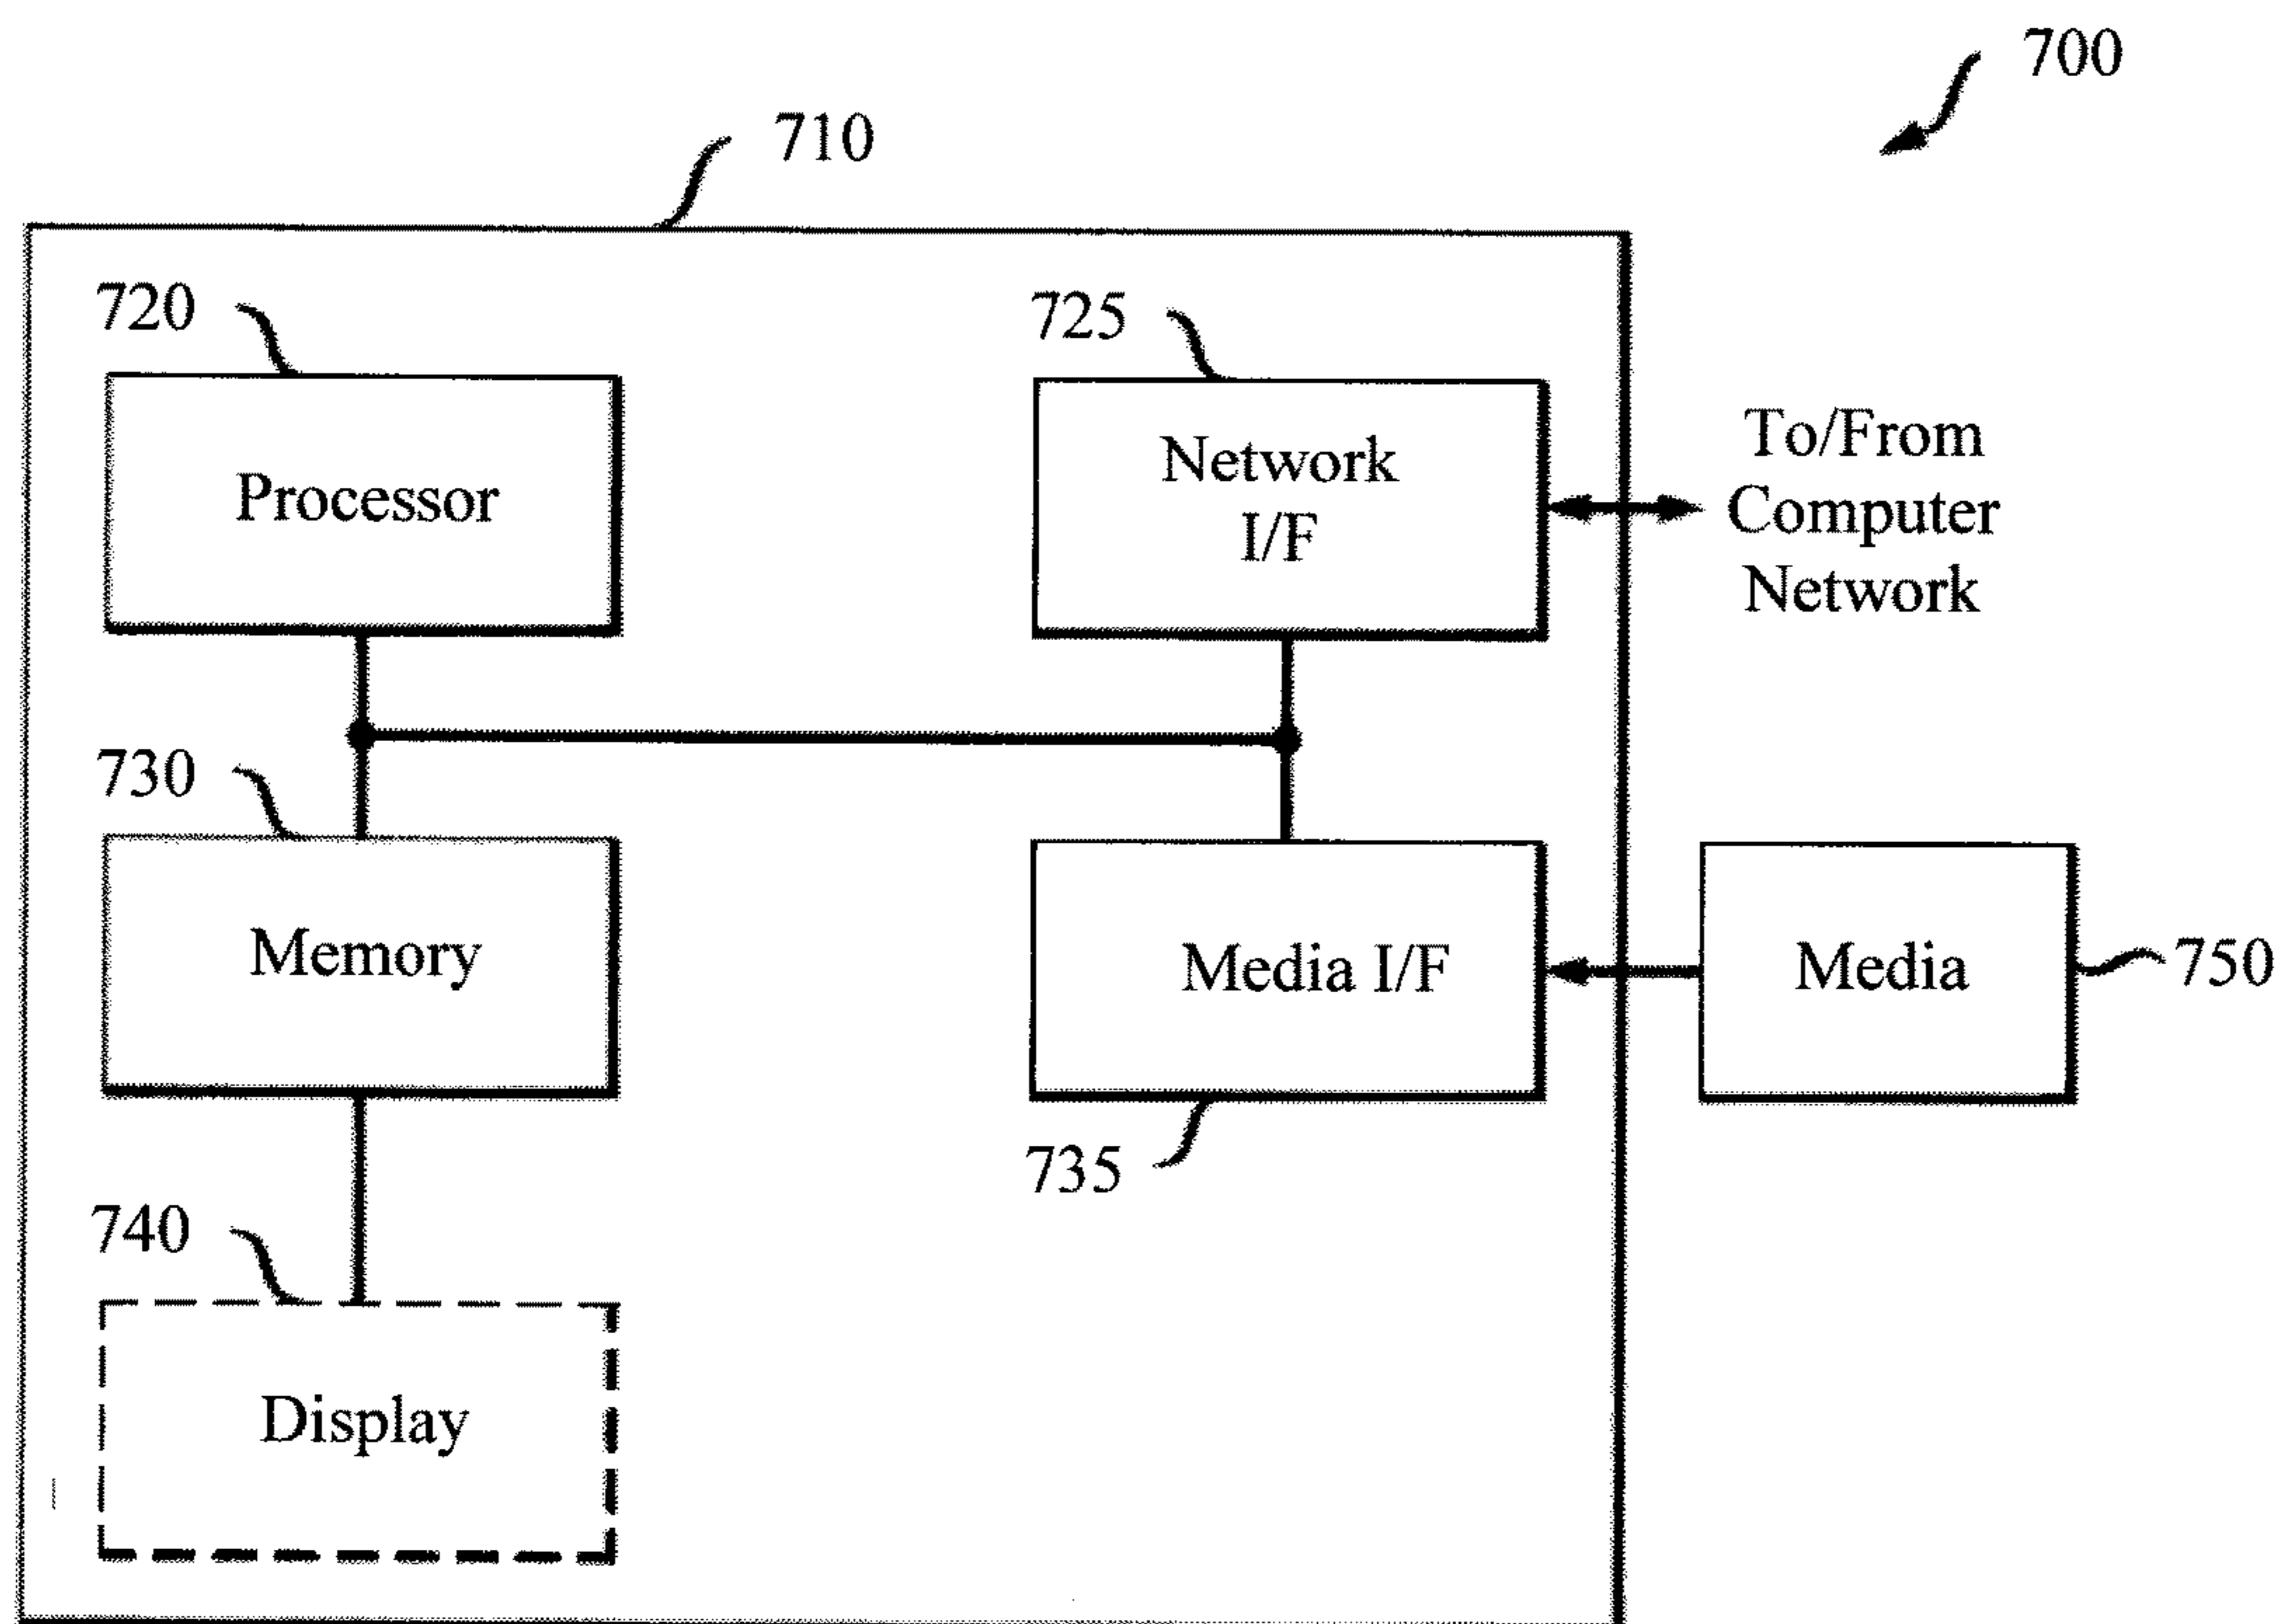 700
710
720
725
Processor
Network
I/F
To/From
Computer
Network
730
Memory
Media I/F
Media
750
735
740
Display